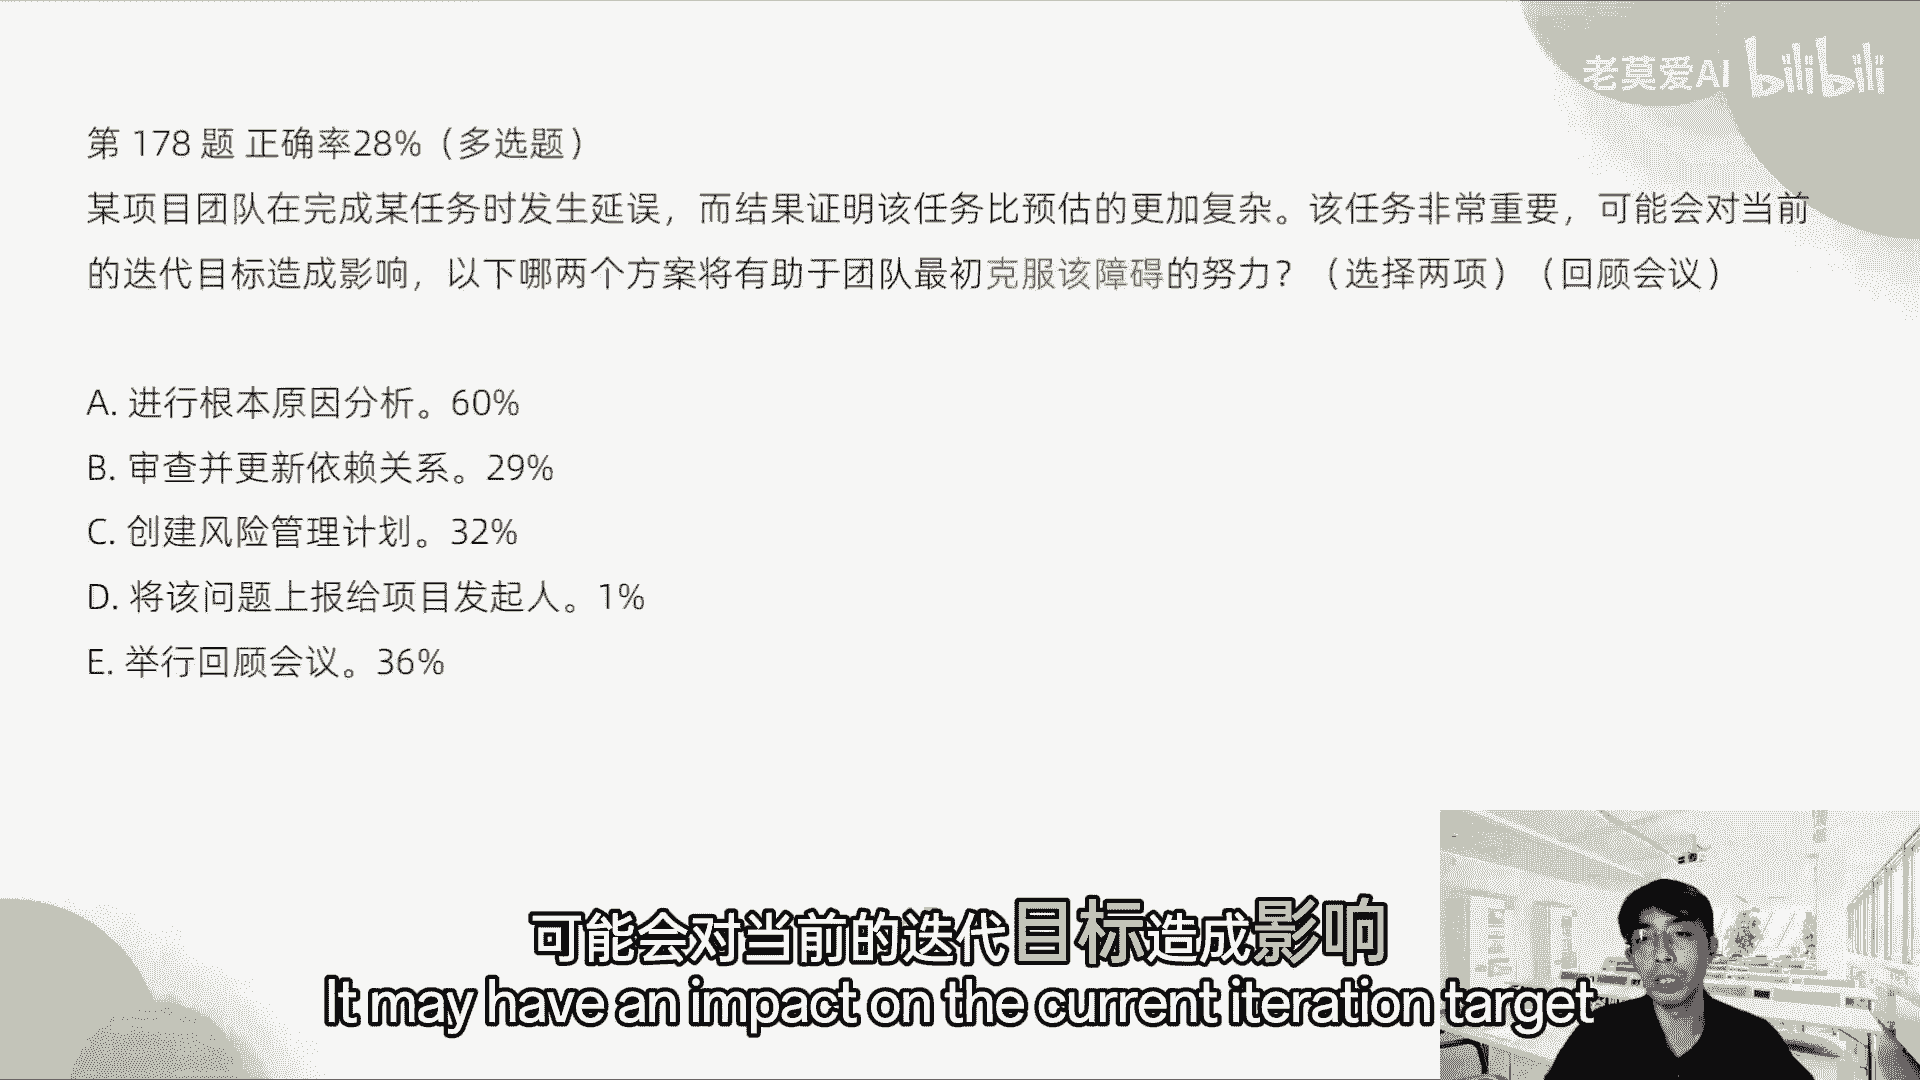 老莫爱AI bilibili
第 178 题 正确率28%（多选题）
某项目团队在完成某任务时发生延误，而结果证明该任务比预估的更加复杂。该任务非常重要，可能会对当前
的迭代目标造成影响，以下哪两个方案将有助于团队最初克服该障碍的努力？（选择两项）（回顾会议）
A. 进行根本原因分析。60%
B. 审查并更新依赖关系。29%
C. 创建风险管理计划。32%
D. 将该问题上报给项目发起人。1%
E. 举行回顾会议。36%
可能会对当前的迭代目标造成影响
It may have an impact on the current iteration target